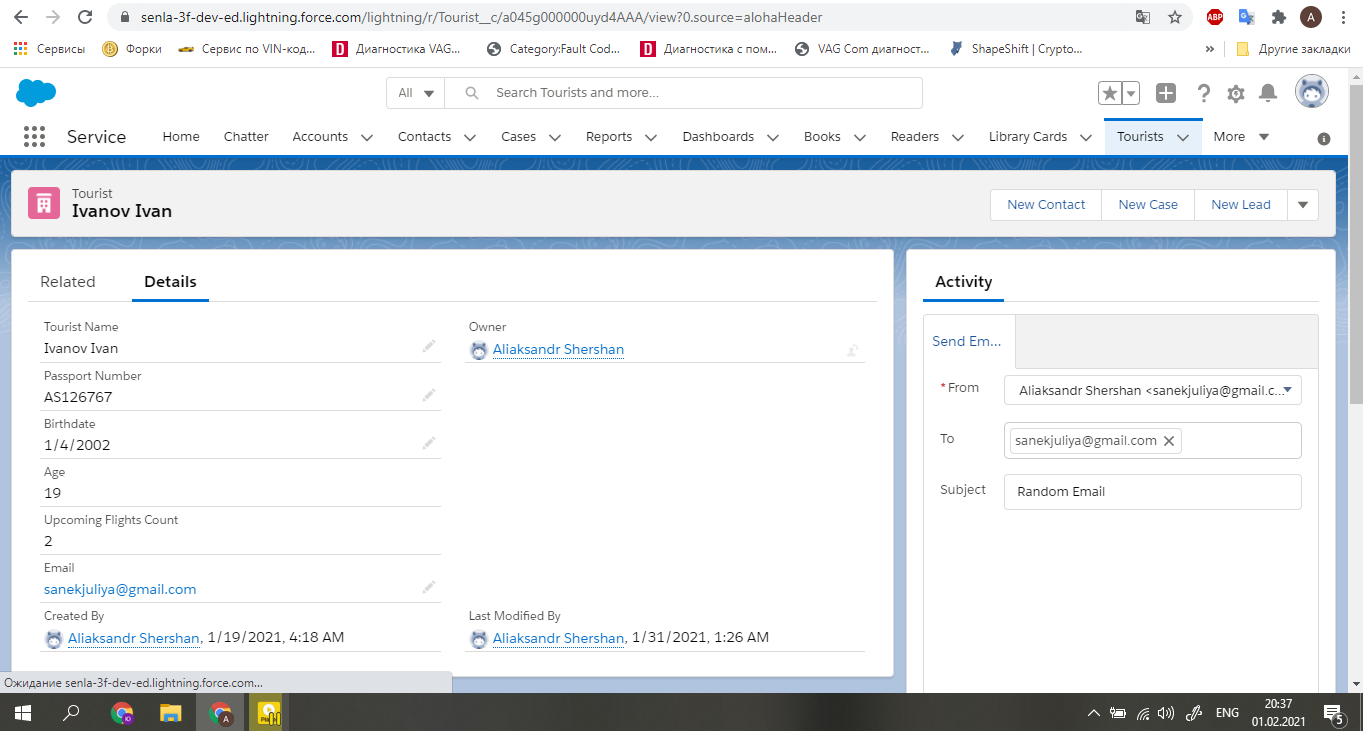 senla-3f-dev-ed.lightning.force.com/lightning/r/Tourist__c/a045g000000uyd4AAA/view?0.source=alohaHeader
ABP
A
Сервисы
Форки
Сервис по VIN-код...
D
Диагностика VAG...
Category:Fault Cod...
D
Диагностика с пом...
VAG Com диагност...
ShapeShift | Crypto...
»
Другие закладки
All
Search Tourists and more...
Service
Home
Chatter
Accounts
Contacts
Cases
Reports
Dashboards
Books
Readers
Library Cards
Tourists
More
Tourist
Ivanov Ivan
New Contact
New Case
New Lead
Related
Details
Tourist Name
Ivanov Ivan
Passport Number
AS126767
Birthdate
1/4/2002
Age
19
Upcoming Flights Count
2
Email
sanekjuliya@gmail.com
Created By
Aliaksandr Shershan, 1/19/2021, 4:18 AM
Owner
Aliaksandr Shershan
Last Modified By
Aliaksandr Shershan, 1/31/2021, 1:26 AM
Activity
Send Em...
*From
Aliaksandr Shershan <sanekjuliya@gmail.c...
To
sanekjuliya@gmail.com
Subject
Random Email
Ожидание senla-3f-dev-ed.lightning.force.com...
ENG
20:37
01.02.2021
5